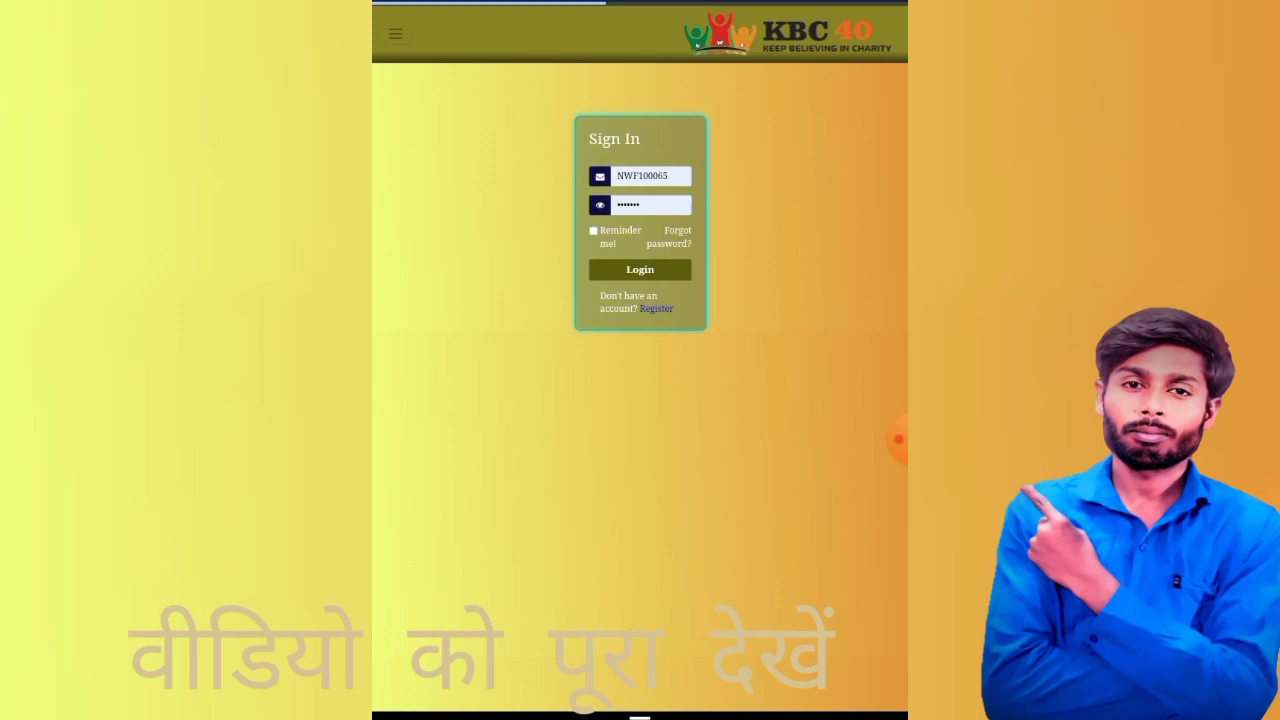 KBC 40
KEEP BELIEVING IN CHARITY
Sign In
NWF100065
•••••••
Reminder me!
Forgot password?
Login
Don't have an
account? Register
वीडियो को पूरा देखें